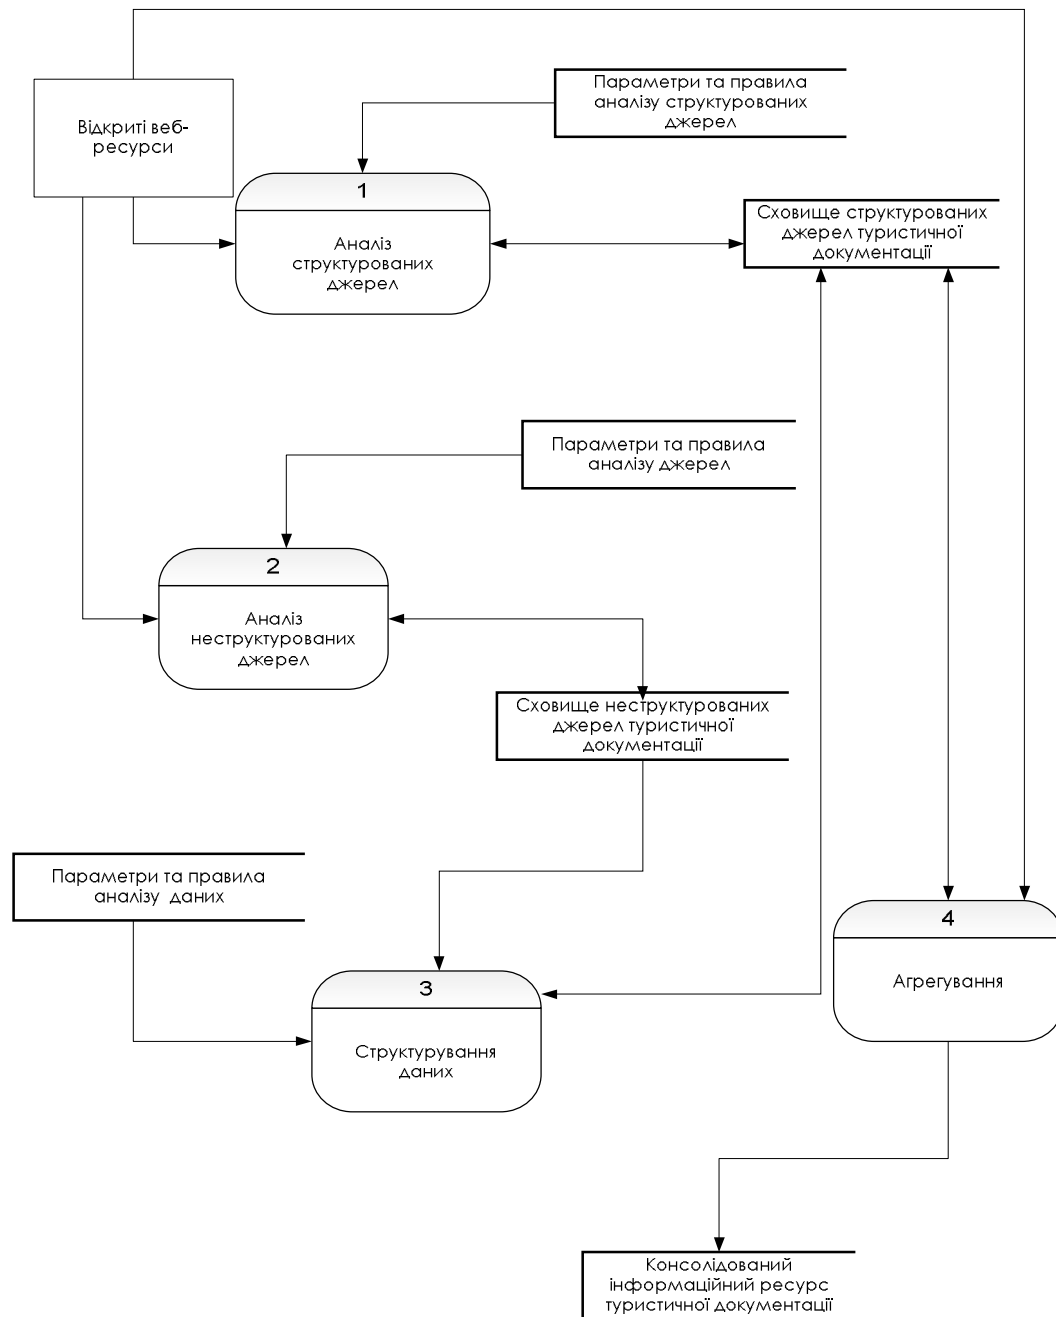 Параметри та правила
аналізу структурованих
джерел
Відкриті веб-
ресурси
1
Аналіз
структурованих
джерел
Сховище структурованих
джерел туристичної
документації
Параметри та правила
аналізу джерел
2
Аналіз
неструктурованих
джерел
Сховище неструктурованих
джерел туристичної
документації
Параметри та правила
аналізу даних
3
Структурування
даних
4
Агрегування
Консолідований
інформаційний ресурс
туристичної документації